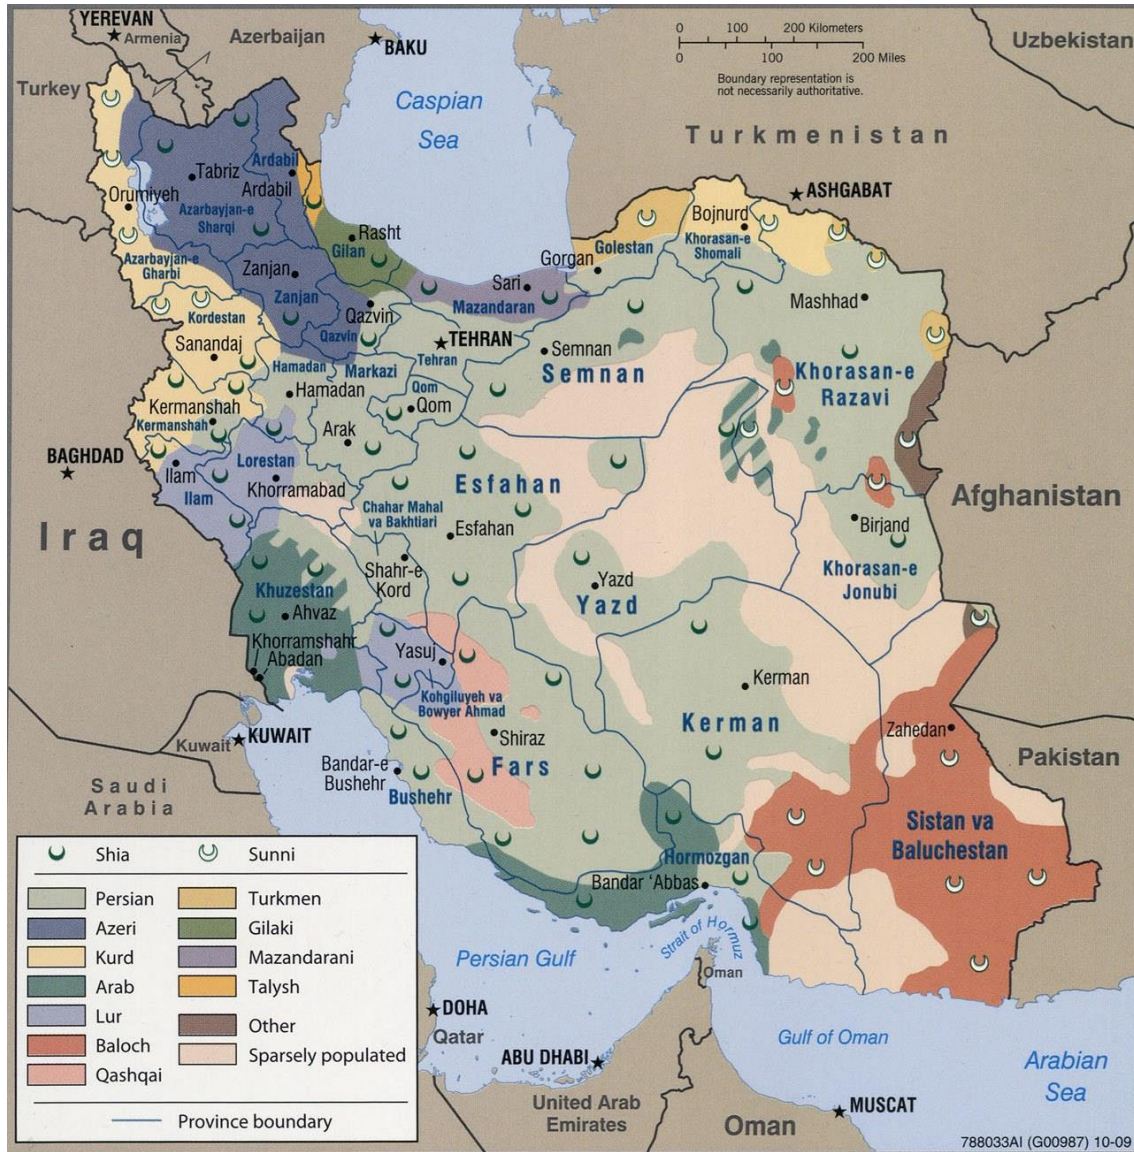 YEREVAN
Armenia
Azerbaijan
BAKU
0 100 200 Kilometers
0 100 200 Miles
Boundary representation is
not necessarily authoritative.
Uzbekistan
Turkey
Caspian
Sea
Turkmenistan
ASHGABAT
Tabriz
Ardabil
Ardabil
Orumiyeh
Azarbayjan-e
Sharqi
Rasht
Gilan
Bojnurd
Khorasan-e
Shomali
Golestan
Gorgan
Azarbayjan-e
Gharbi
Zanjan
Zanjan
Sari
Mazandaran
Mashhad
Kordestan
Qazvin
Qazvin
TEHRAN
Tehran
Sanandaj
Semnan
Semnan
Hamadan
Markazi
Hamadan
Qom
Qom
Khorasan-e
Razavi
Kermanshah
Kermanshah
Arak
BAGHDAD
Ilam
Ilam
Lorestan
Khorramabad
Esfahan
Esfahan
Afghanistan
Iraq
Chahar Mahal
va Bakhtiari
Birjand
Shahr-e
Kord
Khorasan-e
Jonubi
Khuzestan
Ahvaz
Yazd
Yazd
Khorramshahr
Abadan
Yasuj
Kohgiluyeh va
Bowyer Ahmad
Kerman
Kerman
Kuwait
KUWAIT
Shiraz
Fars
Zahedan
Pakistan
Saudi
Arabia
Bandar-e
Bushehr
Bushehr
Sistan va
Baluchestan
Hormozgan
Bandar ‘Abbas
Strait of Hormuz
Oman
Persian Gulf
DOHA
Qatar
ABU DHABI
United Arab
Emirates
Gulf of Oman
Arabian
Sea
MUSCAT
Oman
Shia Sunni
Persian
Azeri
Kurd
Arab
Lur
Baloch
Qashqai
Turkmen
Gilaki
Mazandarani
Talysh
Other
Sparsely populated
Province boundary
788033AI (G00987) 10-09